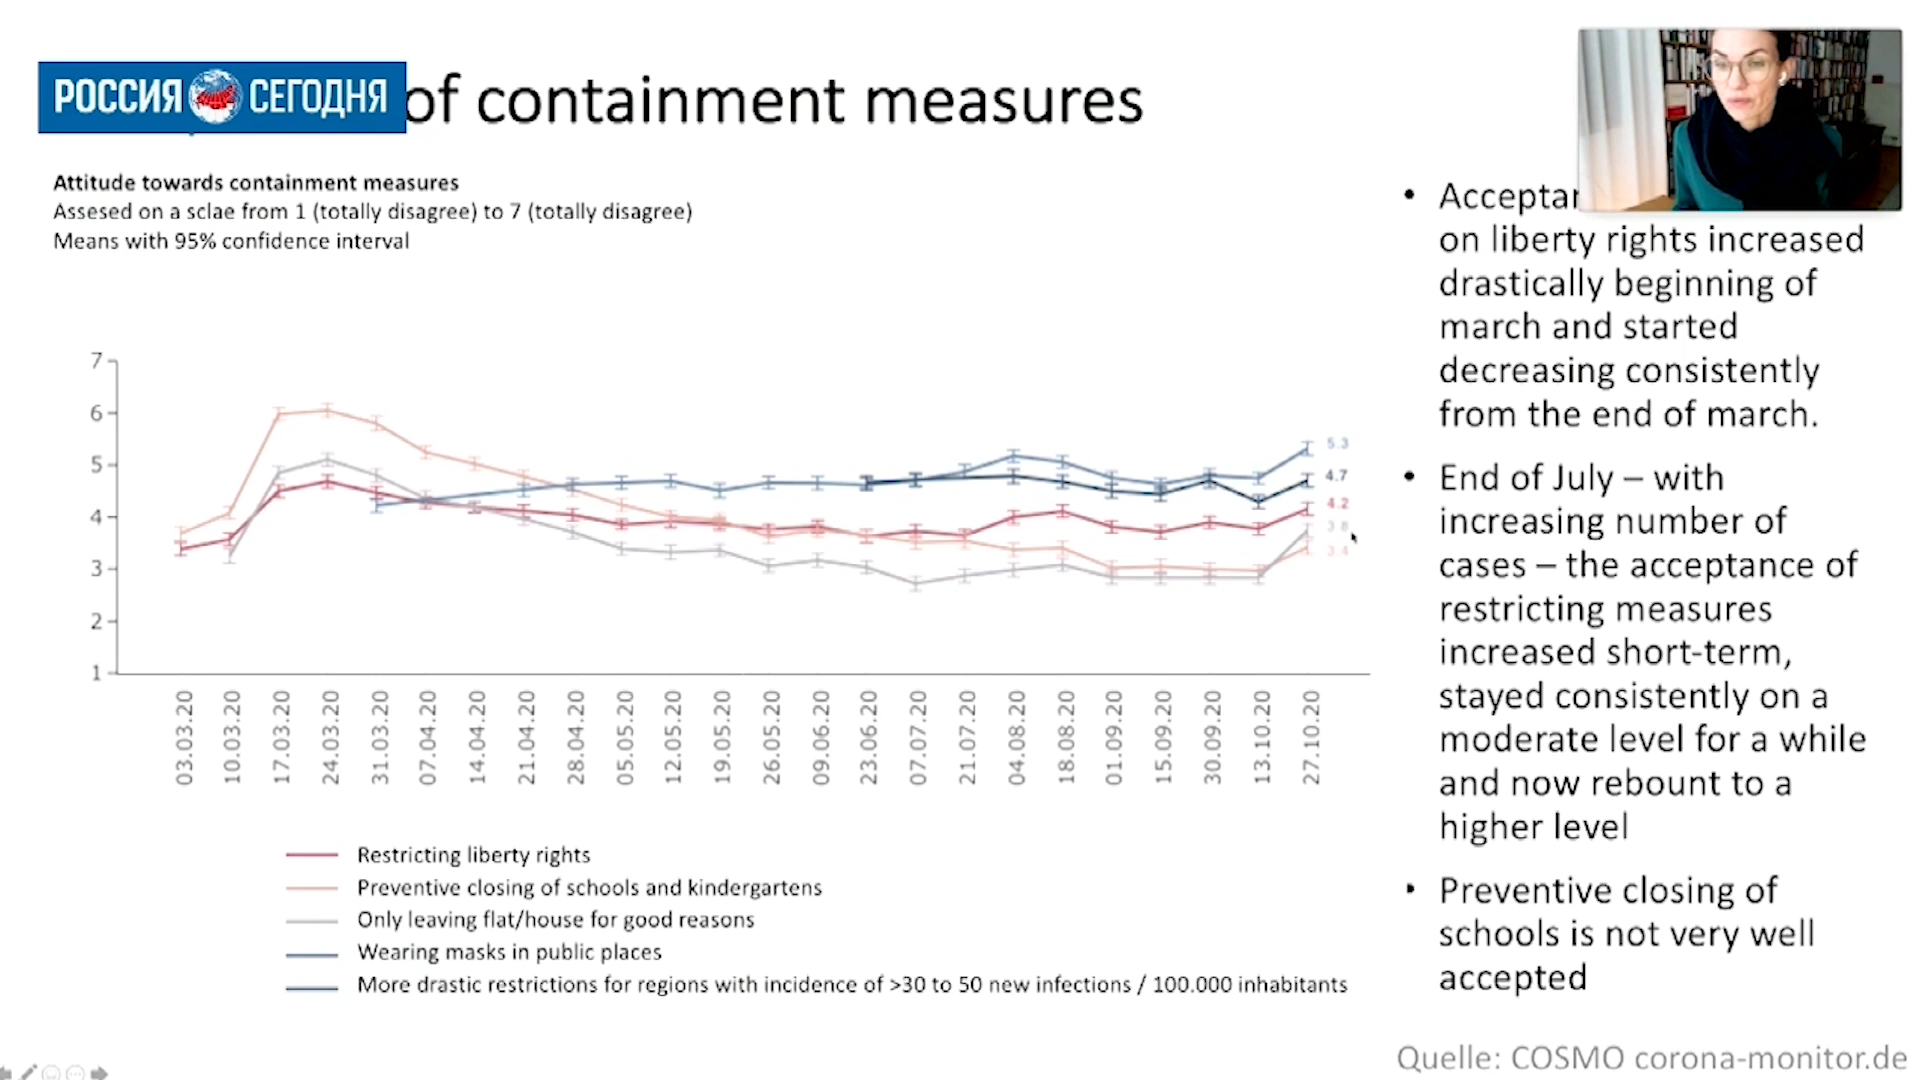 РОССИЯ СЕГОДНЯ
of containment measures
Attitude towards containment measures
Assesed on a sclae from 1 (totally disagree) to 7 (totally disagree)
Means with 95% confidence interval
7
6
5
4
3
2
1
5.3
4.7
4.2
3.8
3.4
03.03.20
10.03.20
17.03.20
24.03.20
31.03.20
07.04.20
14.04.20
21.04.20
28.04.20
05.05.20
12.05.20
19.05.20
26.05.20
09.06.20
23.06.20
07.07.20
21.07.20
04.08.20
18.08.20
01.09.20
15.09.20
30.09.20
13.10.20
27.10.20
Restricting liberty rights
Preventive closing of schools and kindergartens
Only leaving flat/house for good reasons
Wearing masks in public places
More drastic restrictions for regions with incidence of >30 to 50 new infections / 100.000 inhabitants
on liberty rights increased
drastically beginning of
march and started
decreasing consistently
from the end of march.
• End of July – with
increasing number of
cases – the acceptance of
restricting measures
increased short-term,
stayed consistently on a
moderate level for a while
and now rebount to a
higher level
• Preventive closing of
schools is not very well
accepted
Quelle: COSMO corona-monitor.de